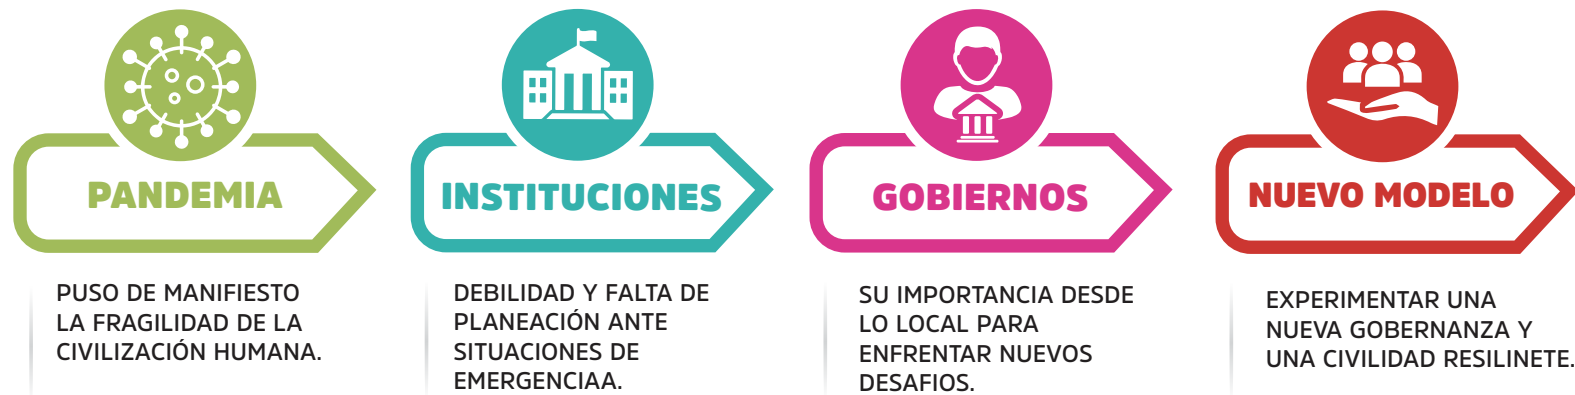 PANDEMIA
PUSO DE MANIFIESTO
LA FRAGILIDAD DE LA
CIVILIZACIÓN HUMANA.
INSTITUCIONES
DEBILIDAD Y FALTA DE
PLANEACIÓN ANTE
SITUACIONES DE
EMERGENCIAA.
GOBIERNOS
SU IMPORTANCIA DESDE
LO LOCAL PARA
ENFRENTAR NUEVOS
DESAFIOS.
NUEVO MODELO
EXPERIMENTAR UNA
NUEVA GOBERNANZA Y
UNA CIVILIDAD RESILINETE.